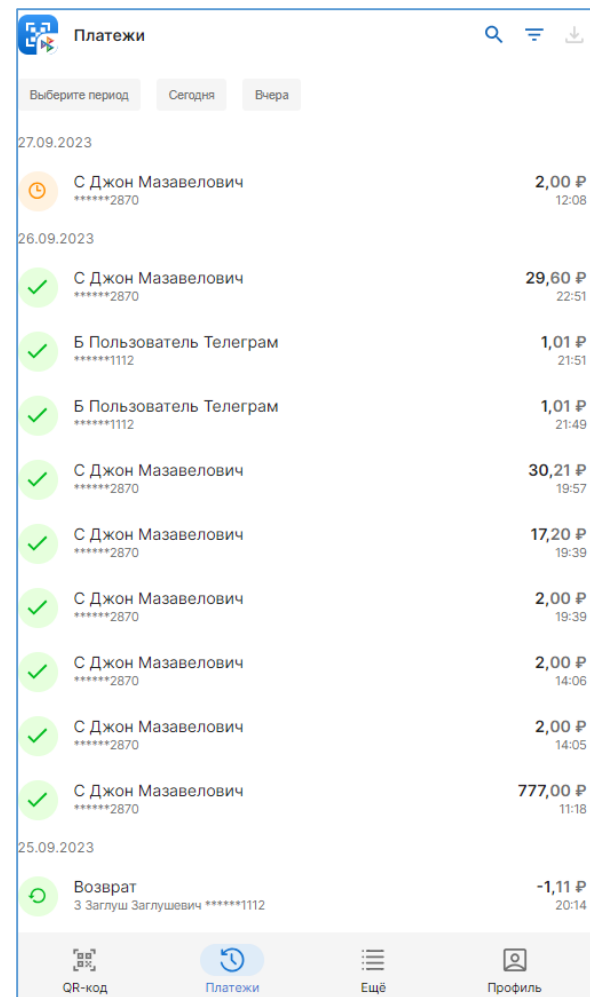 Платежи
Выберите период Сегодня Вчера
27.09.2023
С Джон Мазавелович 2,00 ₽
******2870 12:08
26.09.2023
С Джон Мазавелович 29,60 ₽
******2870 22:51
Б Пользователь Телеграм 1,01 ₽
******1112 21:51
Б Пользователь Телеграм 1,01 ₽
******1112 21:49
С Джон Мазавелович 30,21 ₽
******2870 19:57
С Джон Мазавелович 17,20 ₽
******2870 19:39
С Джон Мазавелович 2,00 ₽
******2870 19:39
С Джон Мазавелович 2,00 ₽
******2870 14:06
С Джон Мазавелович 2,00 ₽
******2870 14:05
С Джон Мазавелович 777,00 ₽
******2870 11:18
25.09.2023
Возврат -1,11 ₽
З Заглуш Заглушевич ******1112 20:14
QR-код Платежи Ещё Профиль